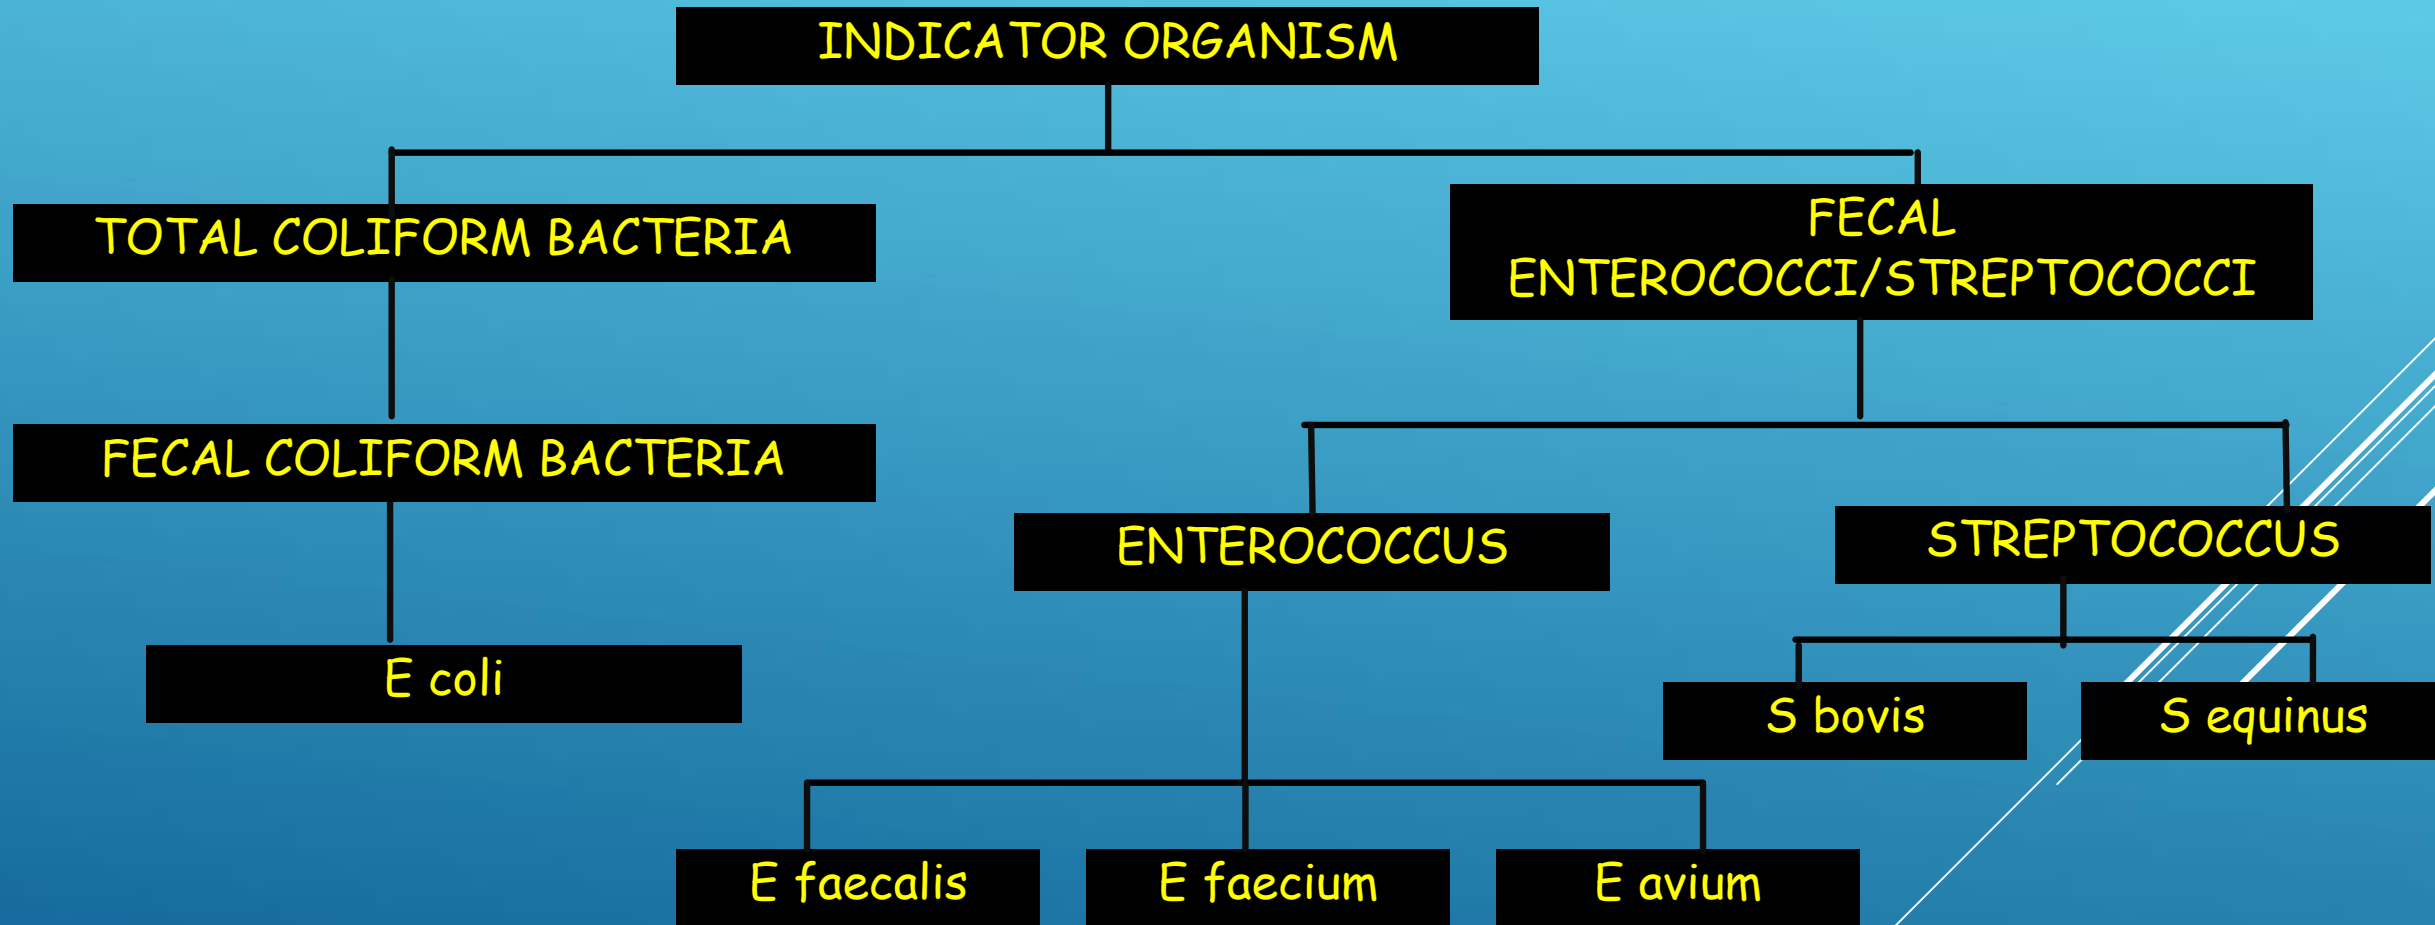 INDICATOR ORGANISM
TOTAL COLIFORM BACTERIA
FECAL
ENTEROCOCCI/STREPTOCOCCI
FECAL COLIFORM BACTERIA
ENTEROCOCCUS
STREPTOCOCCUS
E coli
S bovis
S equinus
E faecalis
E faecium
E avium